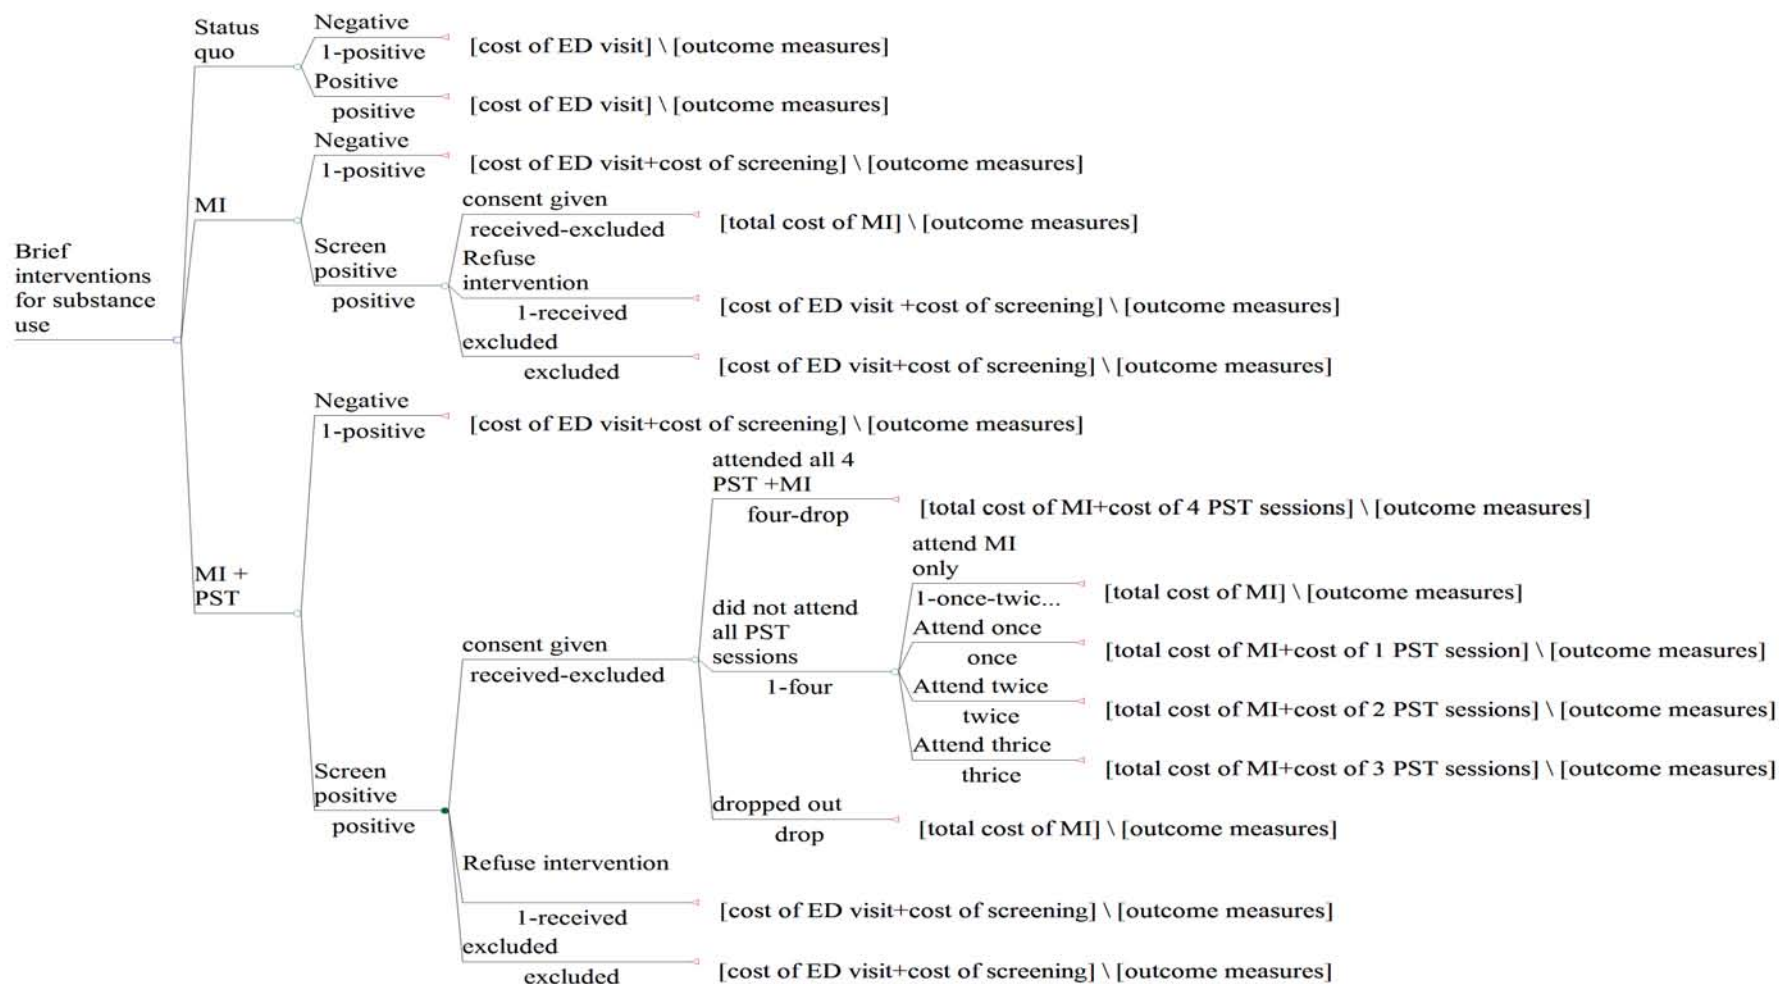 Brief
interventions
for substance
use
Status
quo
Negative
1-positive
[cost of ED visit] \ [outcome measures]
Positive
positive
[cost of ED visit] \ [outcome measures]
MI
Negative
1-positive
[cost of ED visit+cost of screening] \ [outcome measures]
Screen
positive
positive
consent given
received-excluded
[total cost of MI] \ [outcome measures]
Refuse
intervention
1-received
[cost of ED visit +cost of screening] \ [outcome measures]
excluded
excluded
[cost of ED visit+cost of screening] \ [outcome measures]
MI +
PST
Negative
1-positive
[cost of ED visit+cost of screening] \ [outcome measures]
Screen
positive
positive
consent given
received-excluded
attended all 4
PST +MI
four-drop
[total cost of MI+cost of 4 PST sessions] \ [outcome measures]
did not attend
all PST
sessions
1-four
attend MI
only
1-once-twic...
[total cost of MI] \ [outcome measures]
Attend once
once
[total cost of MI+cost of 1 PST session] \ [outcome measures]
Attend twice
twice
[total cost of MI+cost of 2 PST sessions] \ [outcome measures]
Attend thrice
thrice
[total cost of MI+cost of 3 PST sessions] \ [outcome measures]
dropped out
drop
[total cost of MI] \ [outcome measures]
Refuse intervention
1-received
[cost of ED visit+cost of screening] \ [outcome measures]
excluded
excluded
[cost of ED visit+cost of screening] \ [outcome measures]